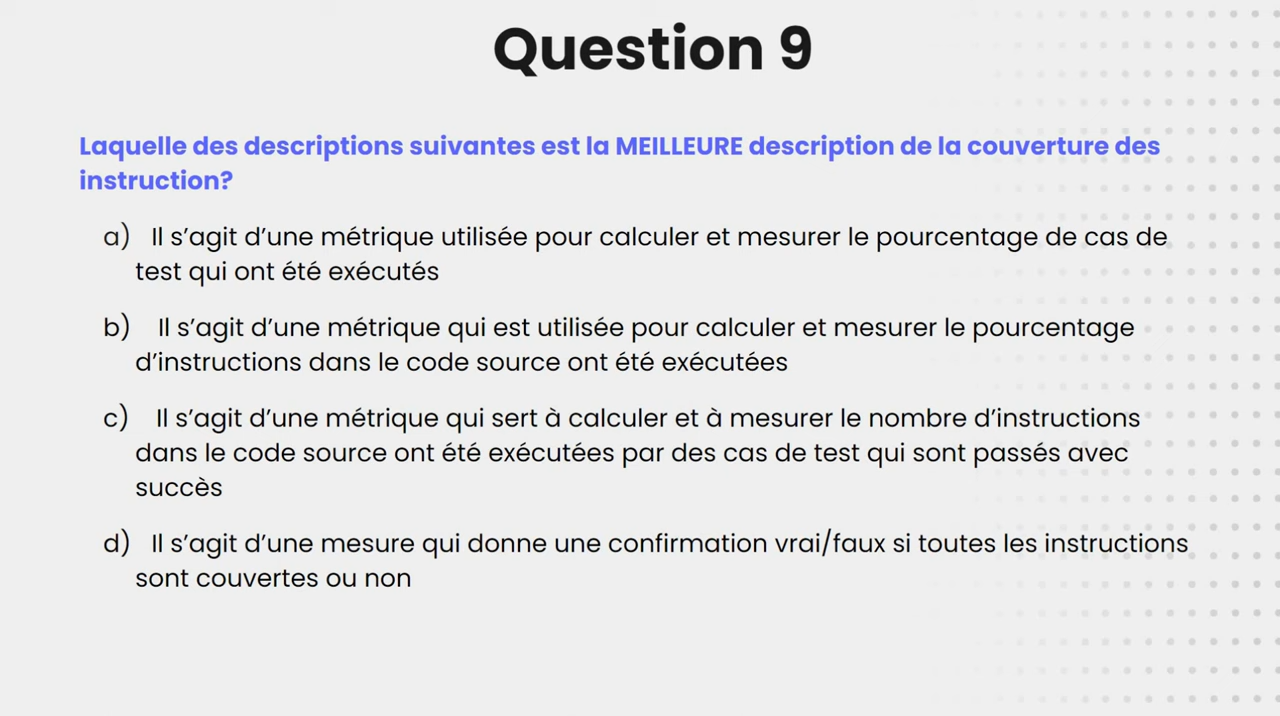 Question 9
Laquelle des descriptions suivantes est la MEILLEURE description de la couverture des
instruction?
a) Il s’agit d’une métrique utilisée pour calculer et mesurer le pourcentage de cas de
test qui ont été exécutés
b) Il s’agit d’une métrique qui est utilisée pour calculer et mesurer le pourcentage
d’instructions dans le code source ont été exécutées
c) Il s’agit d’une métrique qui sert à calculer et à mesurer le nombre d’instructions
dans le code source ont été exécutées par des cas de test qui sont passés avec
succès
d) Il s’agit d’une mesure qui donne une confirmation vrai/faux si toutes les instructions
sont couvertes ou non